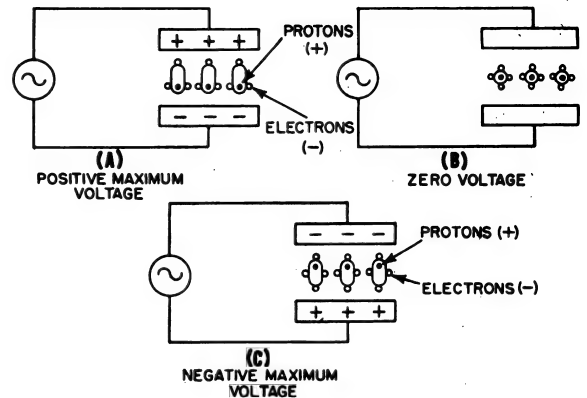 + + +
PROTONS
(+)
- - -
ELECTRONS
(-)
(A)
POSITIVE MAXIMUM
VOLTAGE
(B)
ZERO VOLTAGE
- - -
PROTONS (+)
ELECTRONS (-)
+ + +
(C)
NEGATIVE MAXIMUM
VOLTAGE